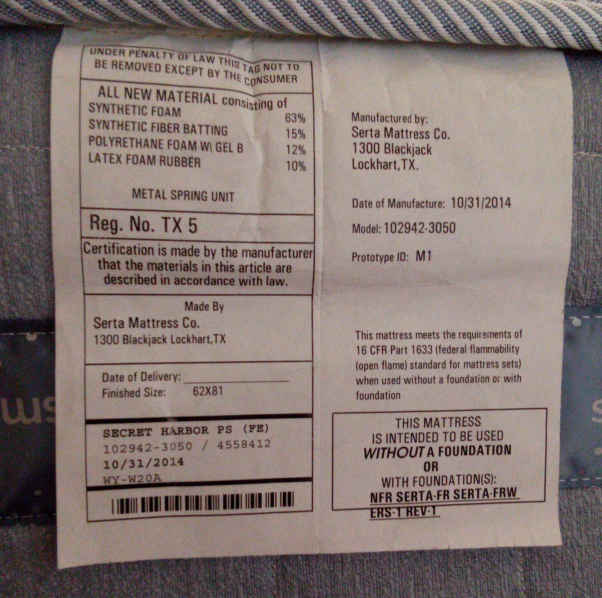 UNDER PENALTY OF LAW THIS TAG NOT TO
BE REMOVED EXCEPT BY THE CONSUMER
ALL NEW MATERIAL consisting of
SYNTHETIC FOAM 63%
SYNTHETIC FIBER BATTING 15%
POLYRETHANE FOAM W\ GEL B 12%
LATEX FOAM RUBBER 10%
METAL SPRING UNIT
Reg. No. TX 5
Certification is made by the manufacturer
that the materials in this article are
described in accordance with law.
Made By
Serta Mattress Co.
1300 Blackjack Lockhart,TX
Date of Delivery:
Finished Size: 62X81
SECRET HARBOR PS (FE)
102942-3050 / 4558412
10/31/2014
WY-W20A
Manufactured by:
Serta Mattress Co.
1300 Blackjack
Lockhart,TX.
Date of Manufacture: 10/31/2014
Model: 102942-3050
Prototype ID: M1
This mattress meets the requirements of
16 CFR Part 1633 (federal flammability
(open flame) standard for mattress sets)
when used without a foundation or with
foundation
THIS MATTRESS
IS INTENDED TO BE USED
WITHOUT A FOUNDATION
OR
WITH FOUNDATION(S):
NFR SERTA-FR SERTA-FRW
ERS-1 REV-1